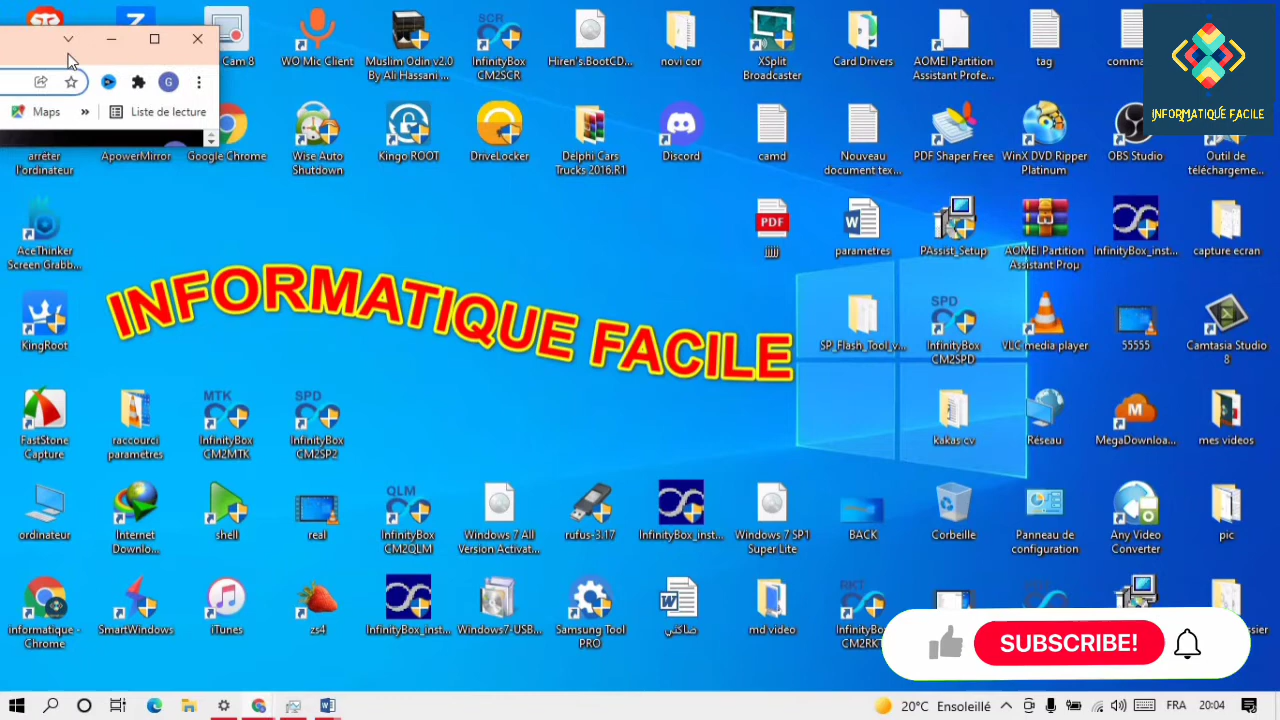 Maps
»
Liste de lecture
Cam 8
WO Mic Client
Muslim Odin v2.0
By Ali Hassani ...
SCR
InfinityBox
CM2SCR
Hiren's.BootCD...
novi cor
XSplit
Broadcaster
Card Drivers
AOMEI Partition
Assistant Profe...
tag
INFORMATIQUE FACILE
arrêter
l'ordinateur
ApowerMirror
Google Chrome
Wise Auto
Shutdown
Kingo ROOT
DriveLocker
Delphi Cars
Trucks 2016.R1
Discord
camd
Nouveau
document tex...
PDF Shaper Free
WinX DVD Ripper
Platinum
OBS Studio
Outil de
téléchargeme...
AceThinker
Screen Grabb...
PDF
jjjjj
parametres
PAssist_Setup
AOMEI Partition
Assistant Prop
InfinityBox_inst...
capture ecran
INFORMATIQUE FACILE
KingRoot
SP_Flash_Tool_v...
SPD
InfinityBox
CM2SPD
VLC media player
55555
Camtasia Studio
8
FastStone
Capture
raccourci
parametres
MTK
InfinityBox
CM2MTK
SPD
InfinityBox
CM2SP2
kakas cv
Réseau
MegaDownloa...
mes videos
ordinateur
Internet
Downlo...
shell
real
QLM
InfinityBox
CM2QLM
Windows 7 All
Version Activat...
rufus-3.17
InfinityBox_inst...
Windows 7 SP1
Super Lite
BACK
Corbeille
Panneau de
configuration
Any Video
Converter
pic
informatique -
Chrome
SmartWindows
iTunes
zs4
InfinityBox_inst...
Windows7-USB...
Samsung Tool
PRO
md video
RKT
SUBSCRIBE!
20°C Ensoleillé
FRA
20:04